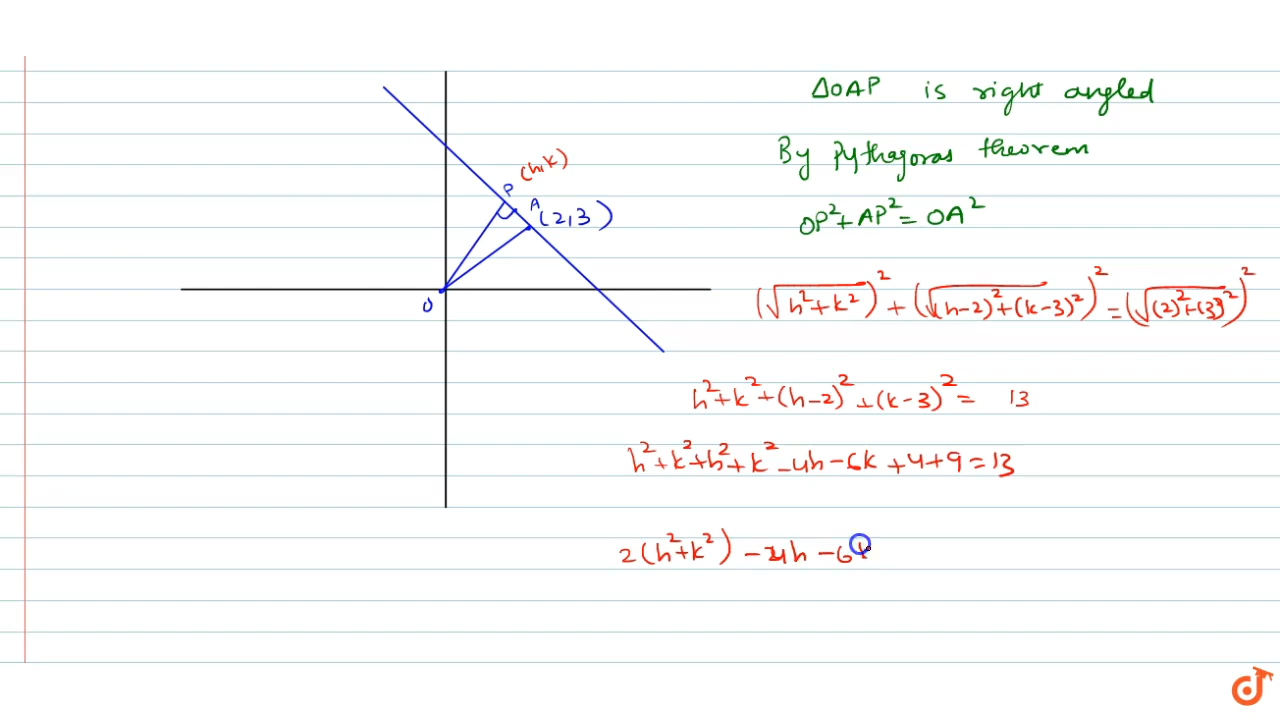 ΔOAP is right angled
By Pythagoras theorem
P (h,k)
A (2,3)
O
OP² + AP² = OA²
(√(h² + k²))² + (√((h-2)² + (k-3)²))² = (√((2)² + (3)²))²
h² + k² + (h-2)² + (k-3)² = 13
h² + k² + h² + k² - 4h - 6k + 4 + 9 = 13
2(h² + k²) - 4h - 6k